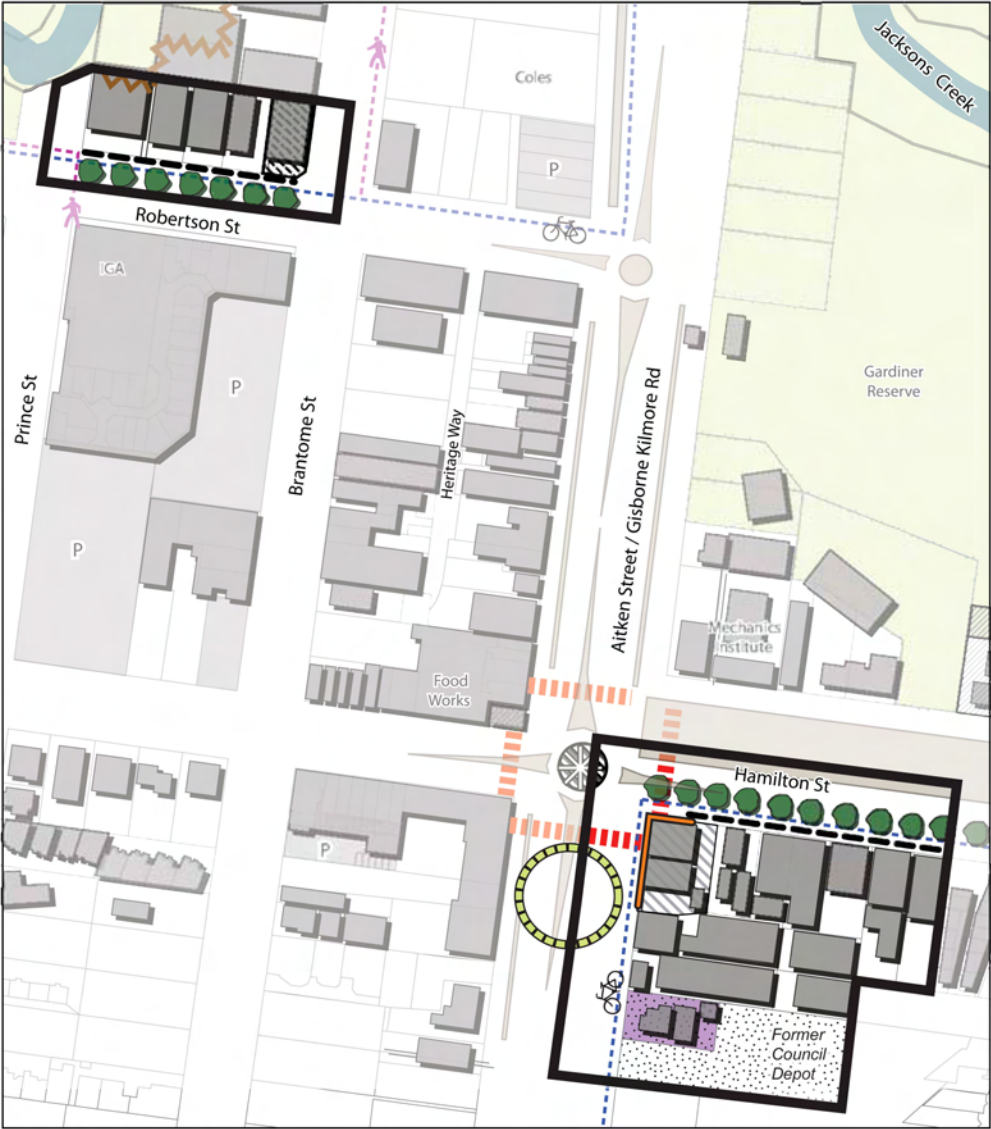 Jacksons Creek
Coles
P
Robertson St
IGA
P
Prince St
Brantome St
Heritage Way
Aitken Street / Gisborne Kilmore Rd
Gardiner
Reserve
P
Mechanics
Institute
Food
Works
Hamilton St
P
Former
Council
Depot